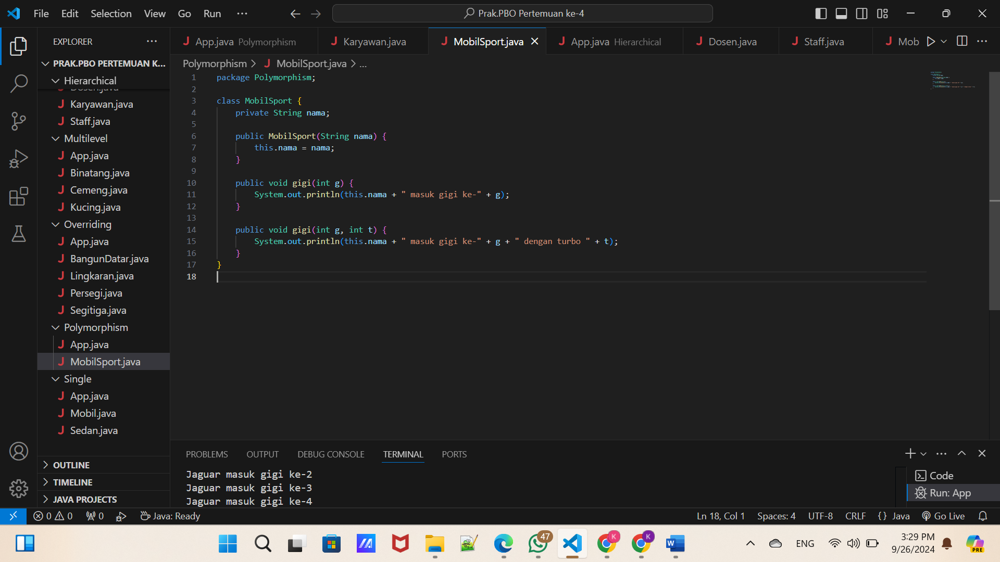 File Edit Selection View Go Run ...
Prak.PBO Pertemuan ke-4
EXPLORER
App.java Polymorphism
Karyawan.java
MobilSport.java
App.java Hierarchical
Dosen.java
Staff.java
Mob
PRAK.PBO PERTEMUAN K...
Hierarchical
Dosen.java
Karyawan.java
Staff.java
Multilevel
App.java
Binatang.java
Cemeng.java
Kucing.java
Overriding
App.java
BangunDatar.java
Lingkaran.java
Persegi.java
Segitiga.java
Polymorphism
App.java
MobilSport.java
Single
App.java
Mobil.java
Sedan.java
OUTLINE
TIMELINE
JAVA PROJECTS
Polymorphism > MobilSport.java > ...
1 package Polymorphism;
2
3 class MobilSport {
4 private String nama;
5
6 public MobilSport(String nama) {
7 this.nama = nama;
8 }
9
10 public void gigi(int g) {
11 System.out.println(this.nama + " masuk gigi ke-" + g);
12 }
13
14 public void gigi(int g, int t) {
15 System.out.println(this.nama + " masuk gigi ke-" + g + " dengan turbo " + t);
16 }
17 }
18
PROBLEMS OUTPUT DEBUG CONSOLE TERMINAL PORTS
Jaguar masuk gigi ke-2
Jaguar masuk gigi ke-3
Jaguar masuk gigi ke-4
Code
Run: App
0 0 0 Java: Ready
Ln 18, Col 1 Spaces: 4 UTF-8 CRLF {} Java Go Live
47
K
K
W
ENG
3:29 PM
9/26/2024
PRE